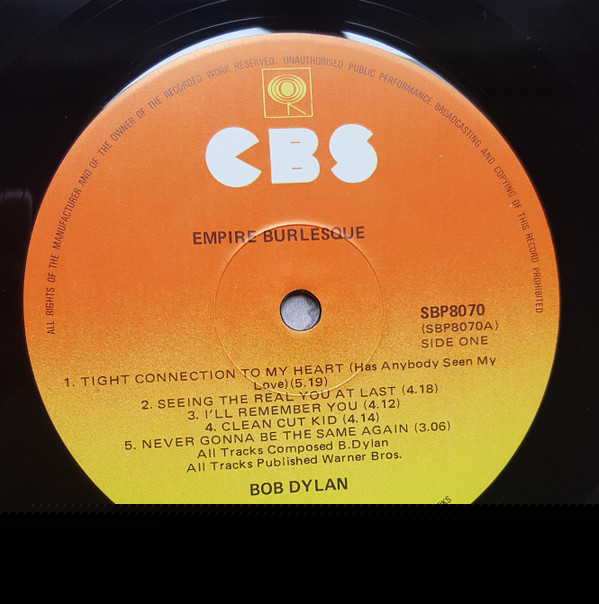 ALL RIGHTS OF THE MANUFACTURER AND OF THE OWNER OF THE RECORDED WORK RESERVED. UNAUTHORISED PUBLIC PERFORMANCE BROADCASTING AND COPYING OF THIS RECORD PROHIBITED
CBS
EMPIRE BURLESQUE
SBP8070
(SBP8070A)
SIDE ONE
1. TIGHT CONNECTION TO MY HEART (Has Anybody Seen My
Love)(5.19)
2. SEEING THE REAL YOU AT LAST (4.18)
3. I'LL REMEMBER YOU (4.12)
4. CLEAN CUT KID (4.14)
5. NEVER GONNA BE THE SAME AGAIN (3.06)
All Tracks Composed B.Dylan
All Tracks Published Warner Bros.
BOB DYLAN